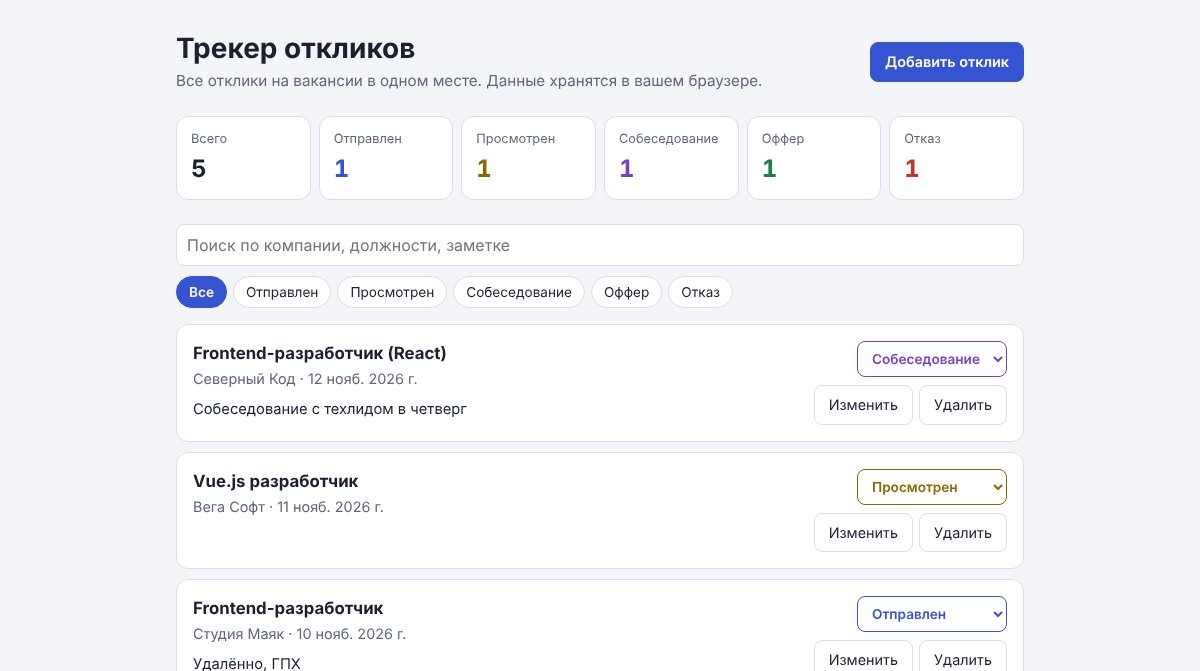 Трекер откликов
Все отклики на вакансии в одном месте. Данные хранятся в вашем браузере.
Добавить отклик
Всего
5
Отправлен
1
Просмотрен
1
Собеседование
1
Оффер
1
Отказ
1
Поиск по компании, должности, заметке
Все
Отправлен
Просмотрен
Собеседование
Оффер
Отказ
Frontend-разработчик (React)
Северный Код · 12 нояб. 2026 г.
Собеседование с техлидом в четверг
Собеседование
Изменить
Удалить
Vue.js разработчик
Вега Софт · 11 нояб. 2026 г.
Просмотрен
Изменить
Удалить
Frontend-разработчик
Студия Маяк · 10 нояб. 2026 г.
Удалённо, ГПХ
Отправлен
Изменить
Удалить